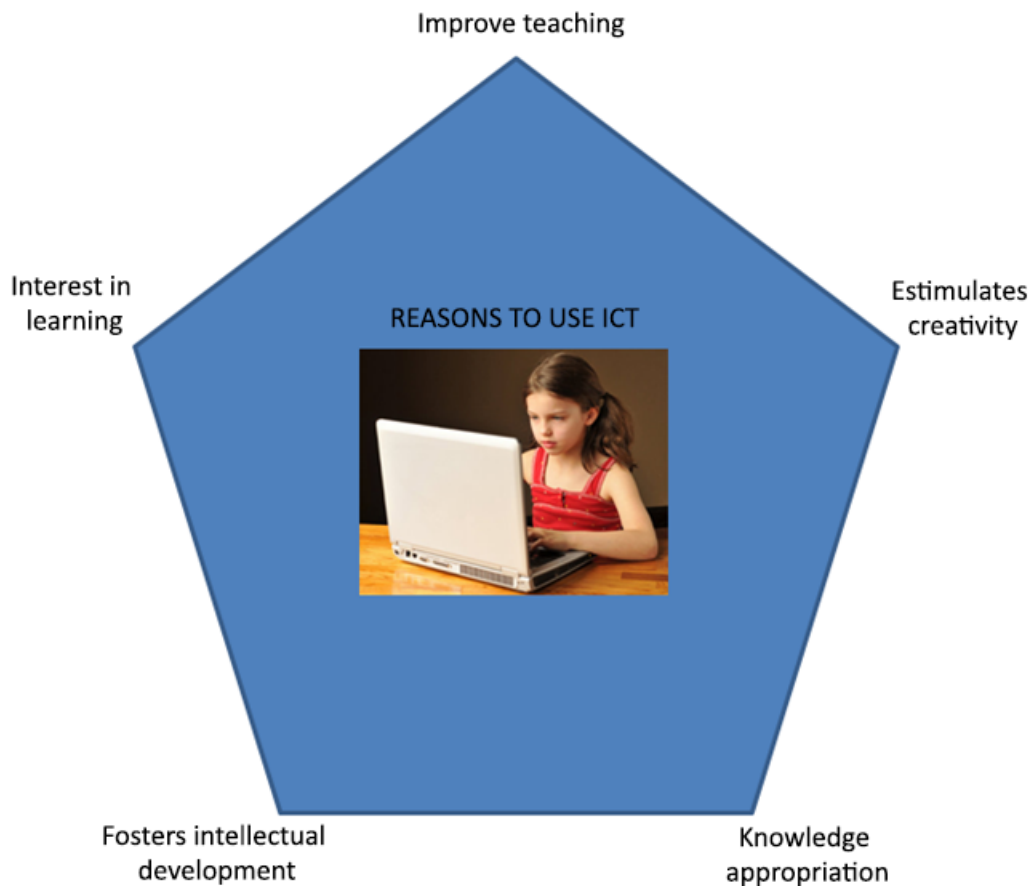 Improve teaching
Interest in
learning
Estimulates
creativity
REASONS TO USE ICT
Fosters intellectual
development
Knowledge
appropriation